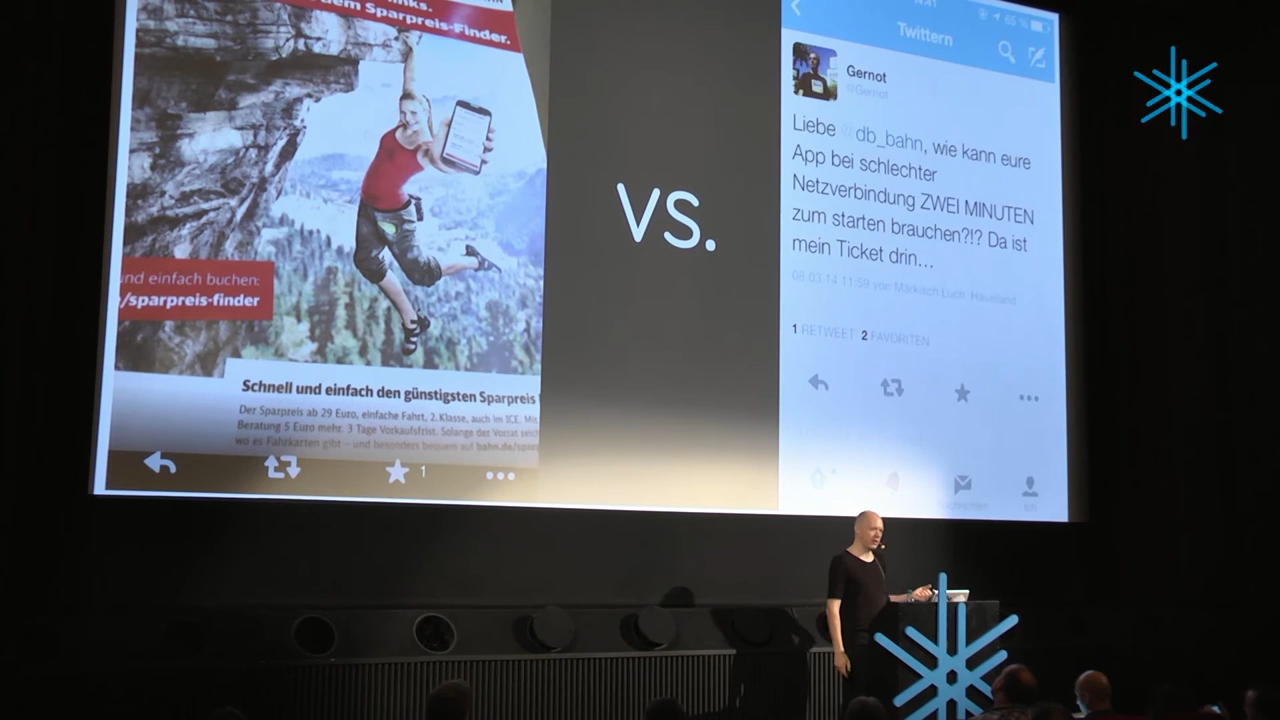 dem Sparpreis-Finder.
und einfach buchen:
/sparpreis-finder
Schnell und einfach den günstigsten Sparpreis
Der Sparpreis ab 29 Euro, einfache Fahrt, 2. Klasse, auch im ICE. Mit
Beratung 5 Euro mehr. 3 Tage Vorkaufsfrist. Solange der Vorrat reicht
wo es Fahrkarten gibt – und besonders bequem auf bahn.de/spar
1
VS.
65 %
Twittern
Gernot
@Gernot
Liebe @db_bahn, wie kann eure
App bei schlechter
Netzverbindung ZWEI MINUTEN
zum starten brauchen?!? Da ist
mein Ticket drin...
08.03.14 11:59 von Märkisch Luch, Havelland
1 RETWEET 2 FAVORITEN